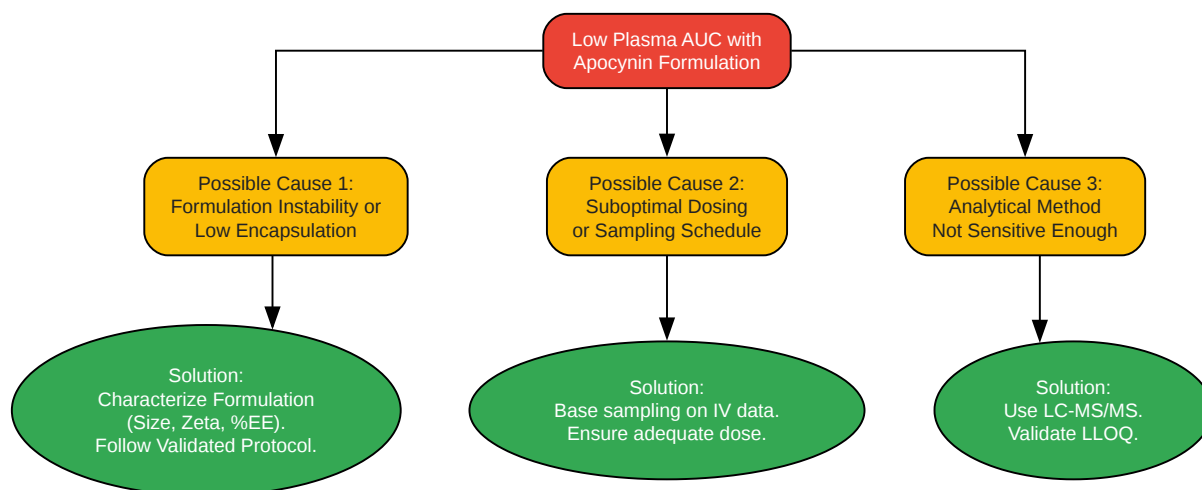 Low Plasma AUC with
Apocynin Formulation
Possible Cause 1:
Formulation Instability or
Low Encapsulation
Possible Cause 2:
Suboptimal Dosing
or Sampling Schedule
Possible Cause 3:
Analytical Method
Not Sensitive Enough
Solution:
Characterize Formulation
(Size, Zeta, %EE).
Follow Validated Protocol.
Solution:
Base sampling on IV data.
Ensure adequate dose.
Solution:
Use LC-MS/MS.
Validate LLOQ.